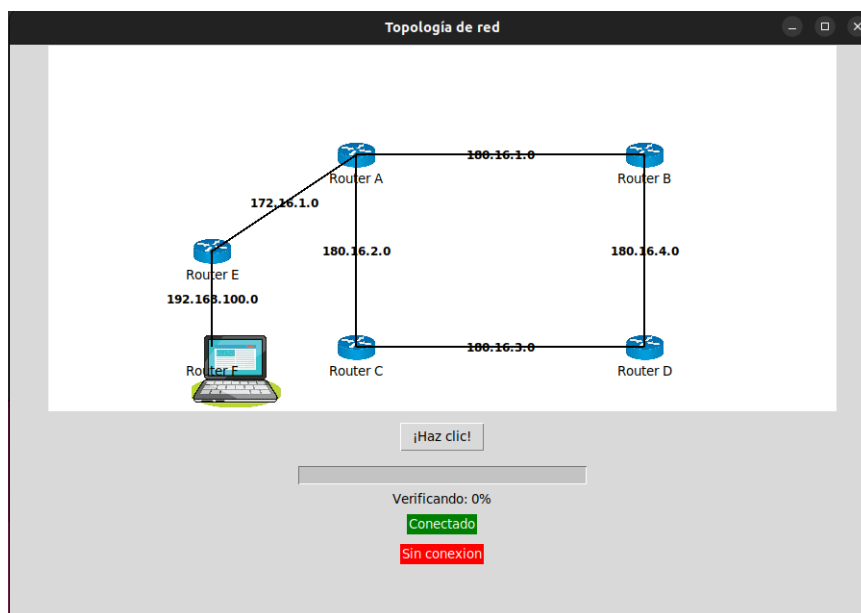 Topología de red
180.16.1.0
Router A
Router B
172.16.1.0
180.16.2.0
180.16.4.0
Router E
192.168.100.0
180.16.3.0
Router F
Router C
Router D
¡Haz clic!
Verificando: 0%
Conectado
Sin conexion